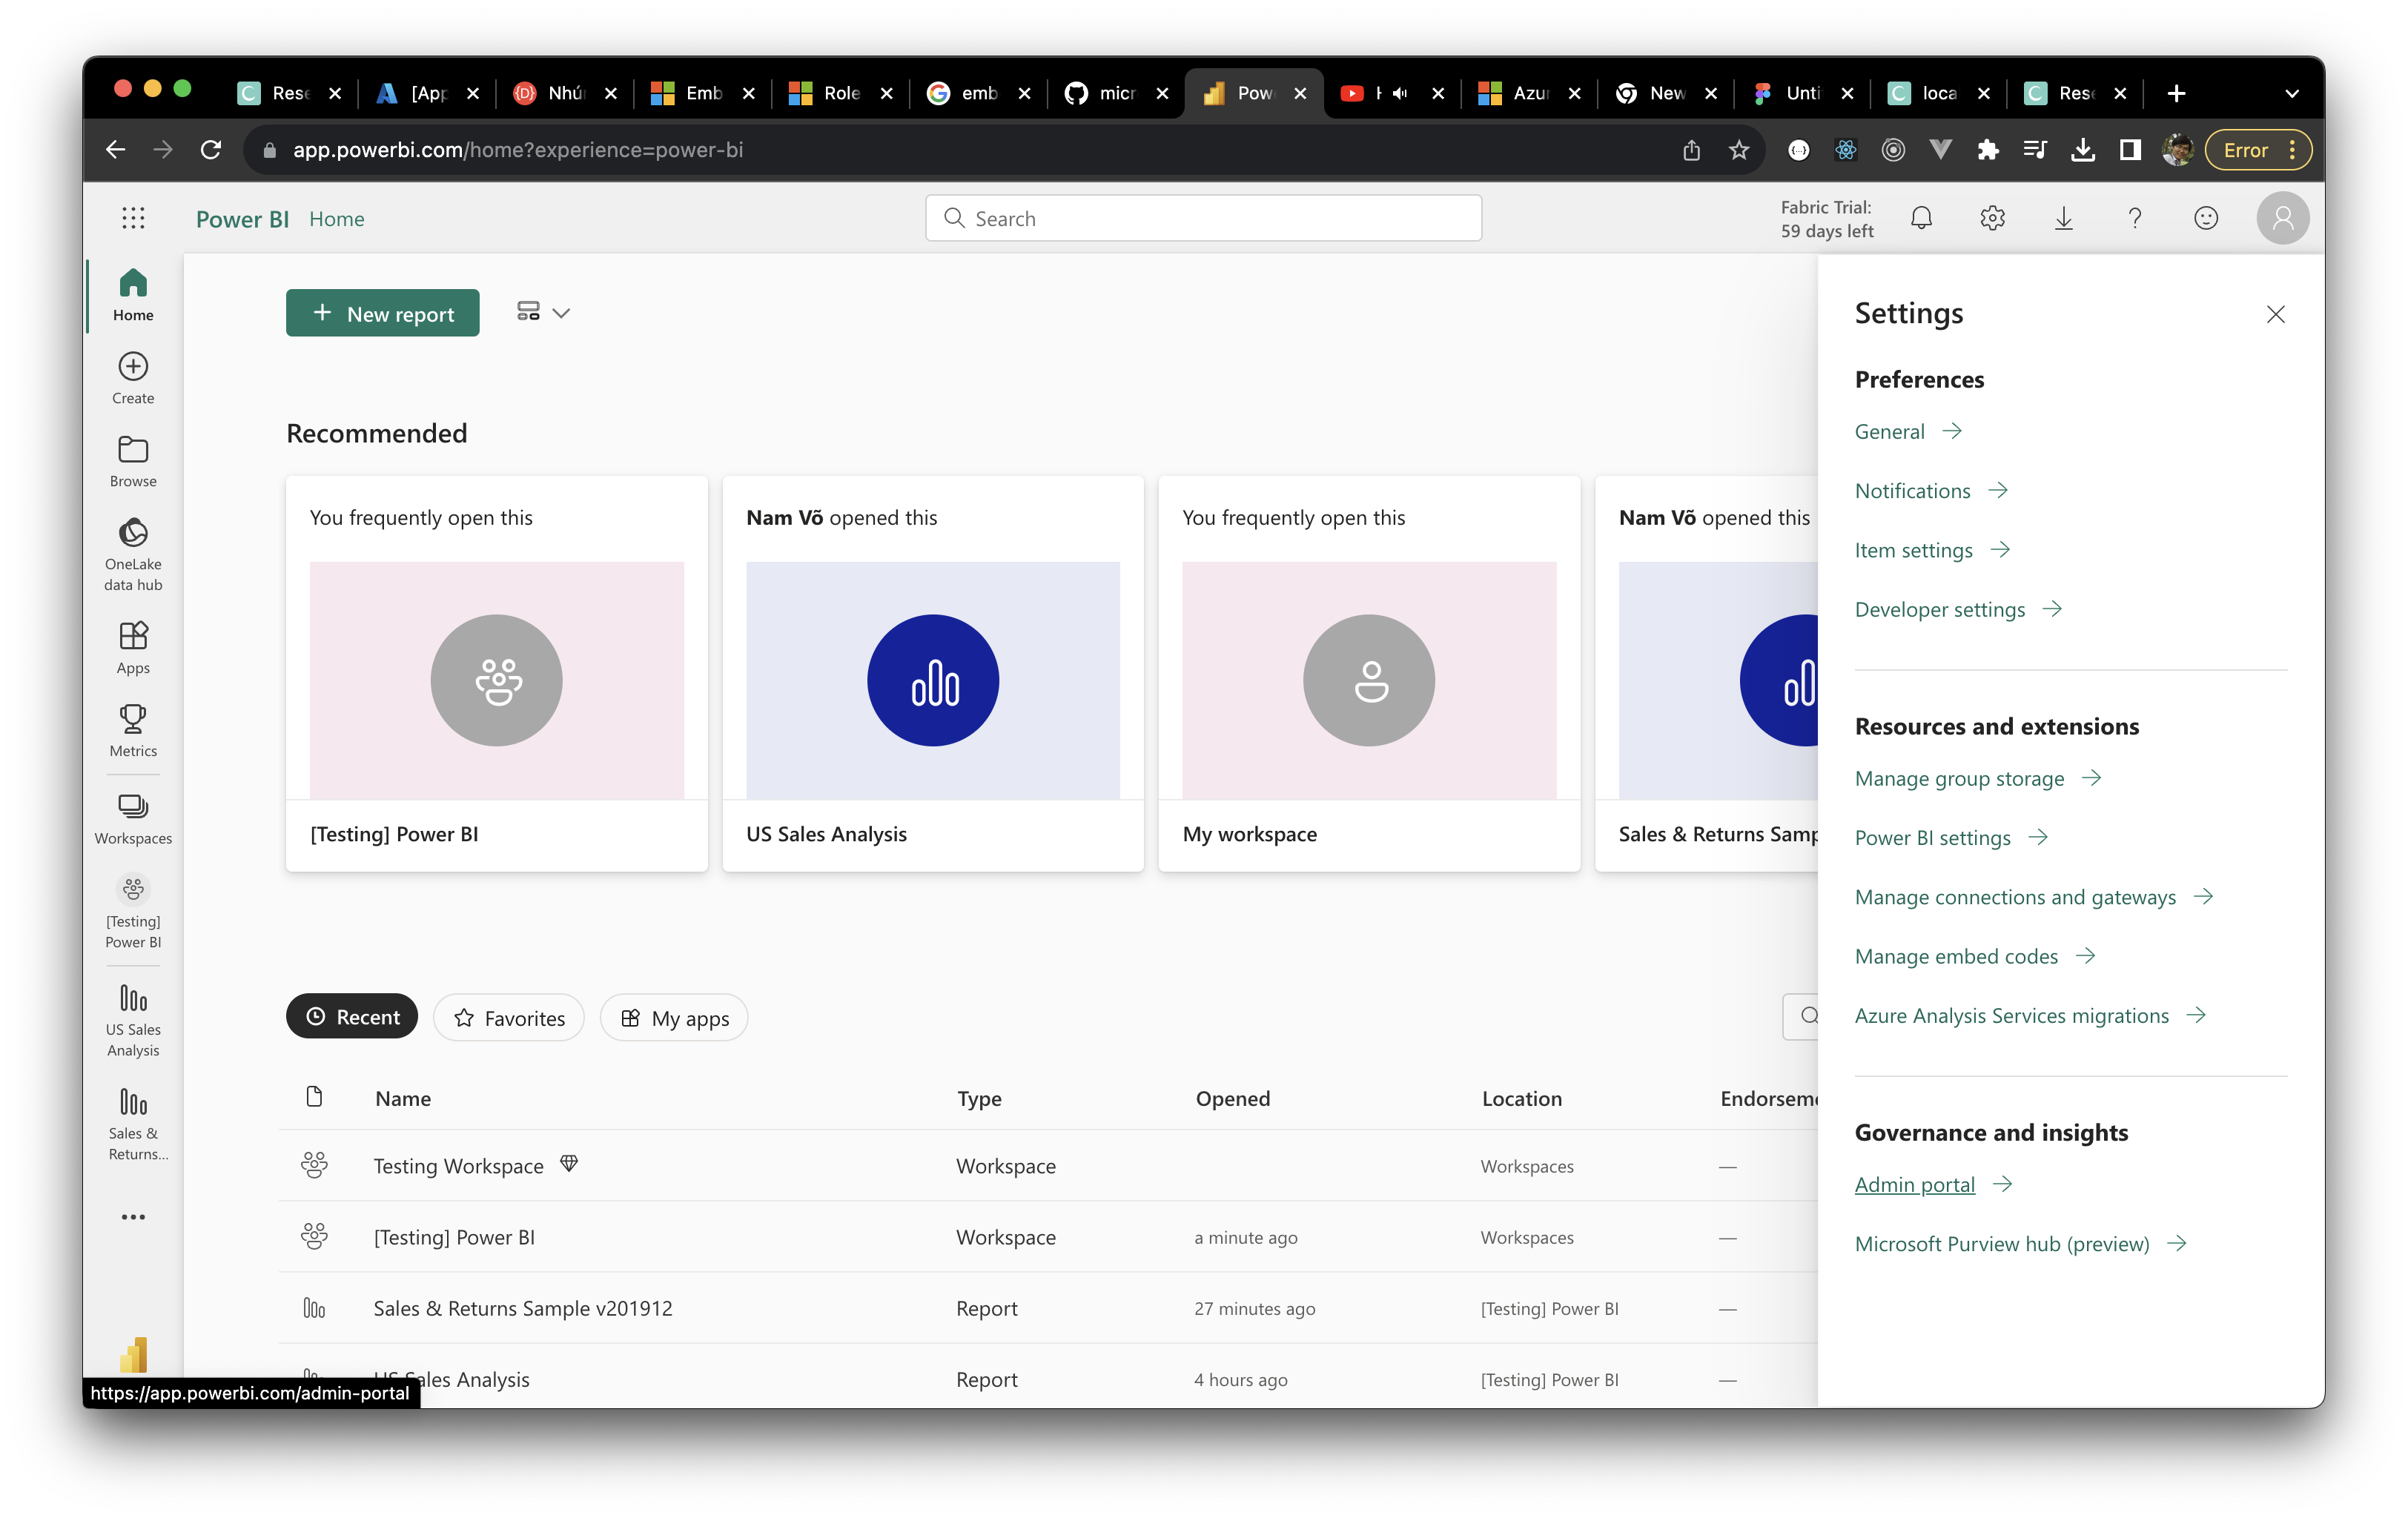 Rese
[App
Nhún
Emb
Role
emb
micr
Pow
Azu
New
Unti
loca
Rese
app.powerbi.com/home?experience=power-bi
Error
Power BI Home
Search
Fabric Trial:
59 days left
Home
Create
Browse
OneLake
data hub
Apps
Metrics
Workspaces
[Testing]
Power BI
US Sales
Analysis
Sales &
Returns...
New report
Recommended
You frequently open this
[Testing] Power BI
Nam Võ opened this
US Sales Analysis
You frequently open this
My workspace
Nam Võ opened this
Sales & Returns Samp
Recent
Favorites
My apps
Name Type Opened Location Endorseme
Testing Workspace Workspace Workspaces —
[Testing] Power BI Workspace a minute ago Workspaces —
Sales & Returns Sample v201912 Report 27 minutes ago [Testing] Power BI —
US Sales Analysis Report 4 hours ago [Testing] Power BI —
https://app.powerbi.com/admin-portal
Settings
Preferences
General
Notifications
Item settings
Developer settings
Resources and extensions
Manage group storage
Power BI settings
Manage connections and gateways
Manage embed codes
Azure Analysis Services migrations
Governance and insights
Admin portal
Microsoft Purview hub (preview)